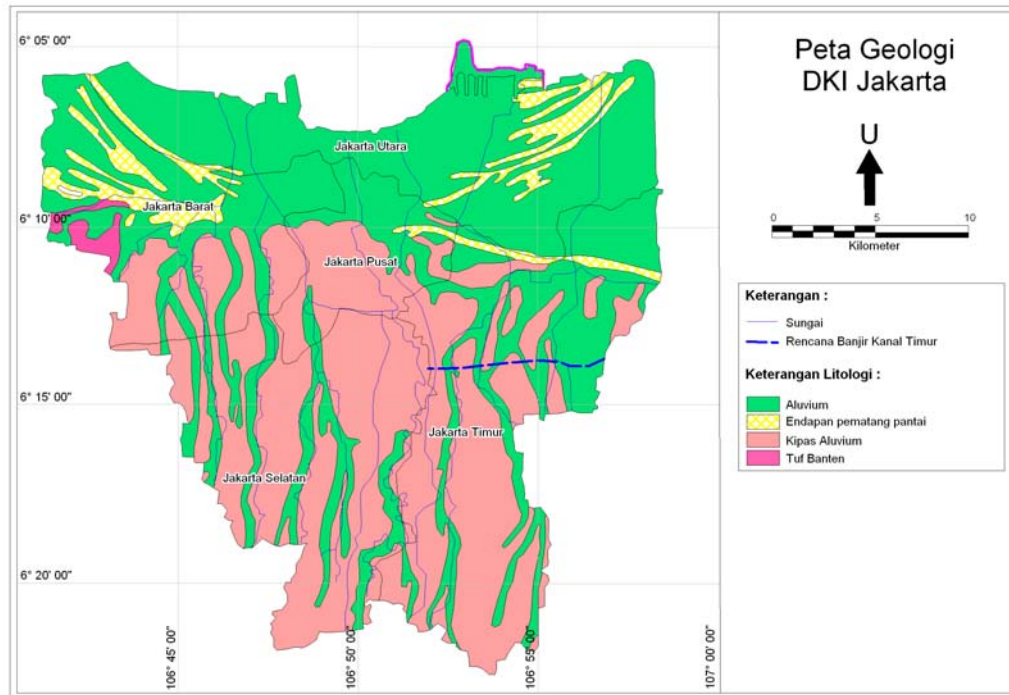 Peta Geologi
DKI Jakarta
U
0 5 10
Kilometer
Keterangan :
Sungai
Rencana Banjir Kanal Timur
Keterangan Litologi :
Aluvium
Endapan pematang pantai
Kipas Aluvium
Tuf Banten
6° 05' 00"
6° 10' 00"
6° 15' 00"
6° 20' 00"
106° 45' 00"
106° 50' 00"
106° 55' 00"
107° 00' 00"
Jakarta Utara
Jakarta Barat
Jakarta Pusat
Jakarta Timur
Jakarta Selatan